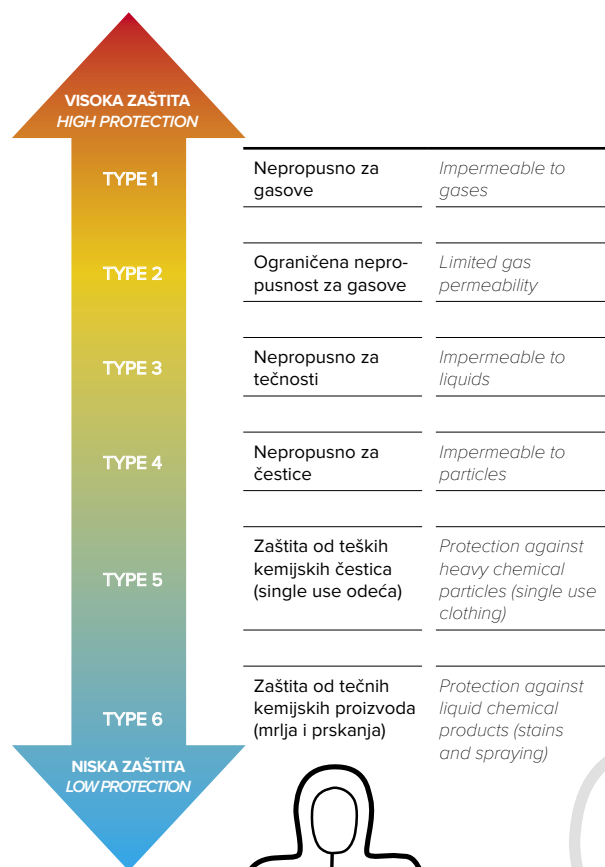 VISOKA ZAŠTITA
HIGH PROTECTION
TYPE 1
Nepropusno za
gasove
Impermeable to
gases
TYPE 2
Ograničena nepro-
pusnost za gasove
Limited gas
permeability
TYPE 3
Nepropusno za
tečnosti
Impermeable to
liquids
TYPE 4
Nepropusno za
čestice
Impermeable to
particles
TYPE 5
Zaštita od teških
kemijskih čestica
(single use odeća)
Protection against
heavy chemical
particles (single use
clothing)
TYPE 6
Zaštita od tečnih
kemijskih proizvoda
(mrlja i prskanja)
Protection against
liquid chemical
products (stains
and spraying)
NISKA ZAŠTITA
LOW PROTECTION